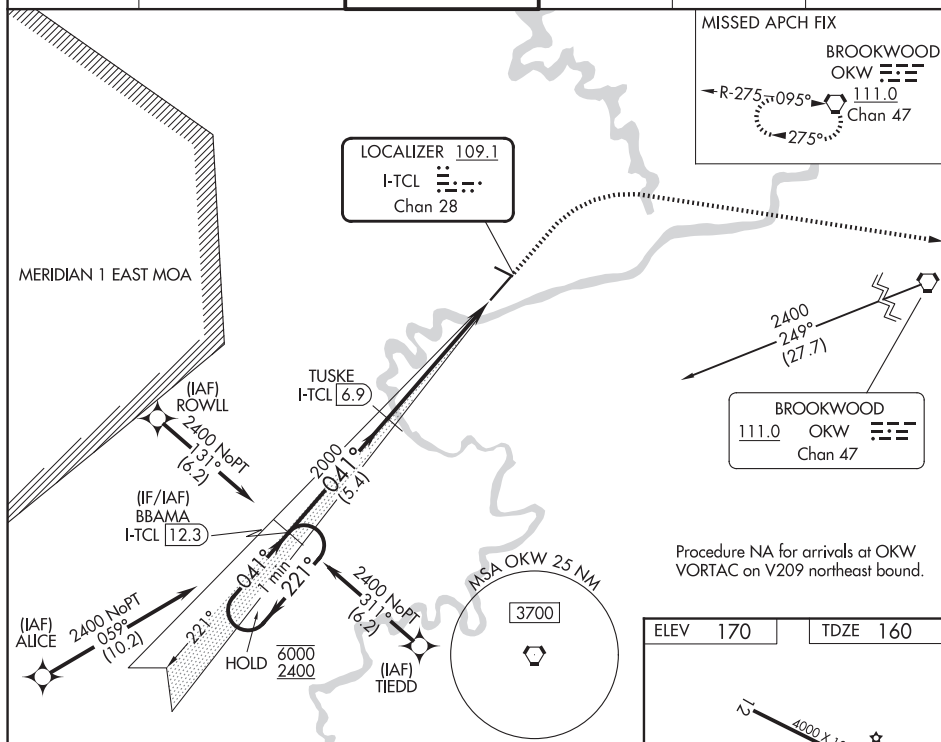 MISSED APCH FIX
BROOKWOOD
OKW
R-275
095°
111.0
Chan 47
275°
LOCALIZER 109.1
I-TCL
Chan 28
MERIDIAN 1 EAST MOA
2400
249°
(27.7)
TUSKE
I-TCL 6.9
(IAF)
ROWLL
2400 NoPT
131°
(6.2)
BROOKWOOD
111.0 OKW
Chan 47
2000
041°
(5.4)
(IF/IAF)
BBAMA
I-TCL 12.3
041°
1 min
221°
Procedure NA for arrivals at OKW
VORTAC on V209 northeast bound.
MSA OKW 25 NM
3700
2400 NoPT
311°
(6.2)
(IAF)
TIEDD
(IAF)
ALICE
2400 NoPT
059°
(10.2)
221°
HOLD
6000
2400
ELEV 170
TDZE 160
12
4000 X 1